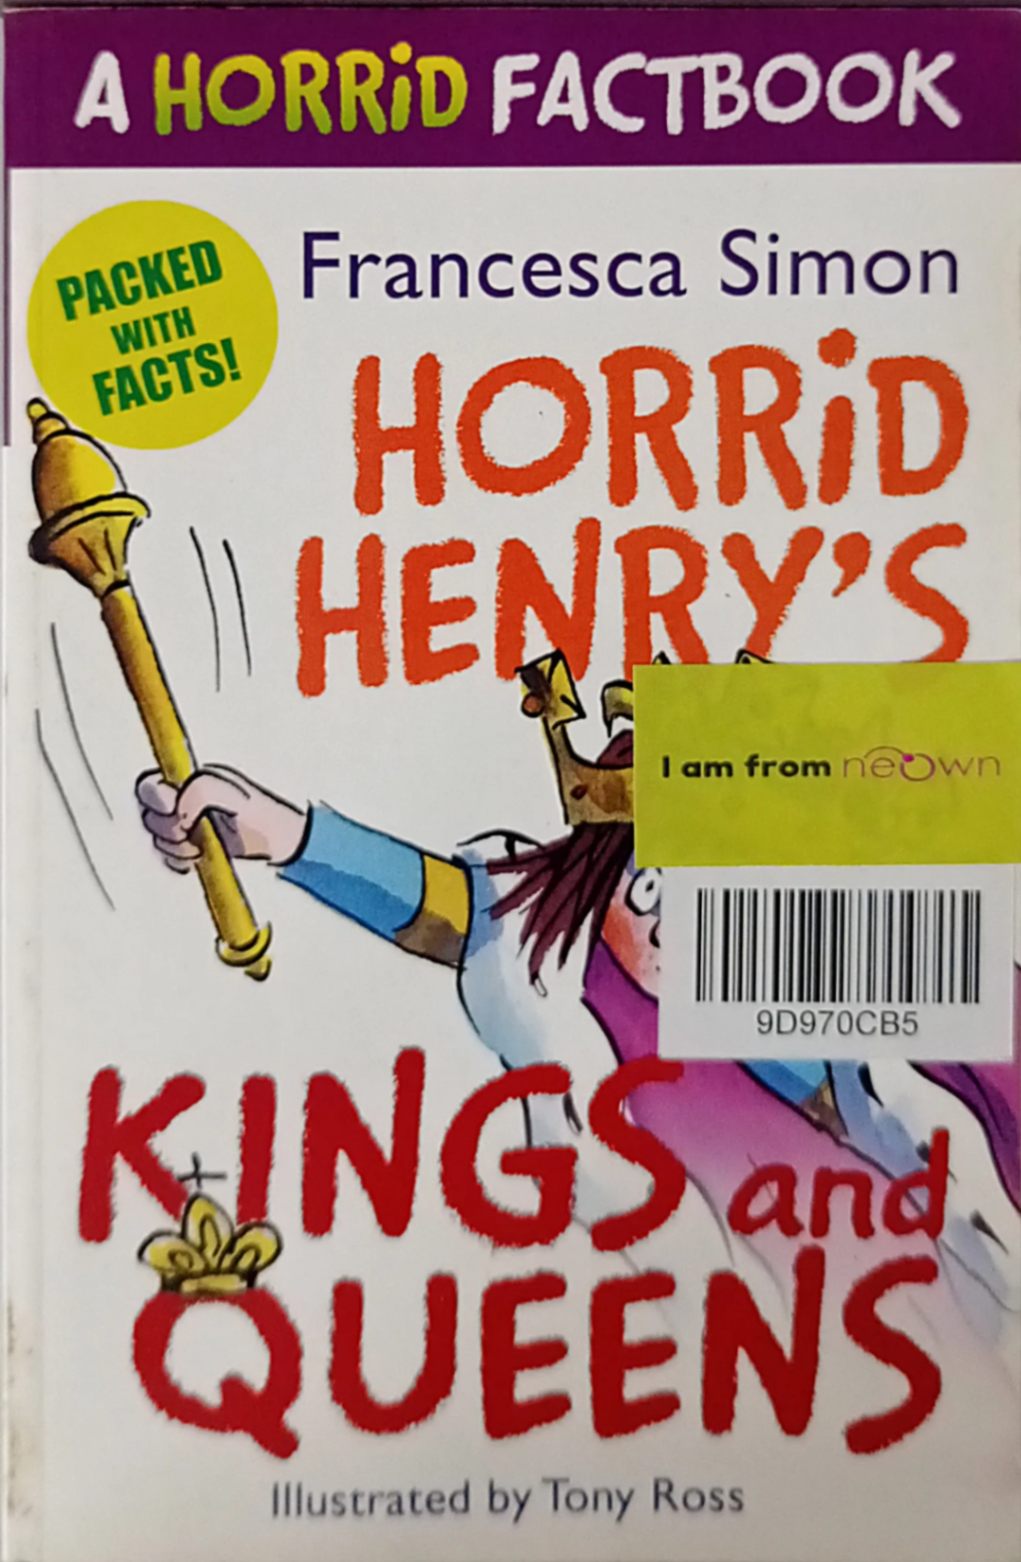 A HORRiD FACTBOOK
PACKED
WITH
FACTS!
Francesca Simon
HORRiD
HENRY'S
I am from neown
9D970CB5
KINGS and
QUEENS
Illustrated by Tony Ross